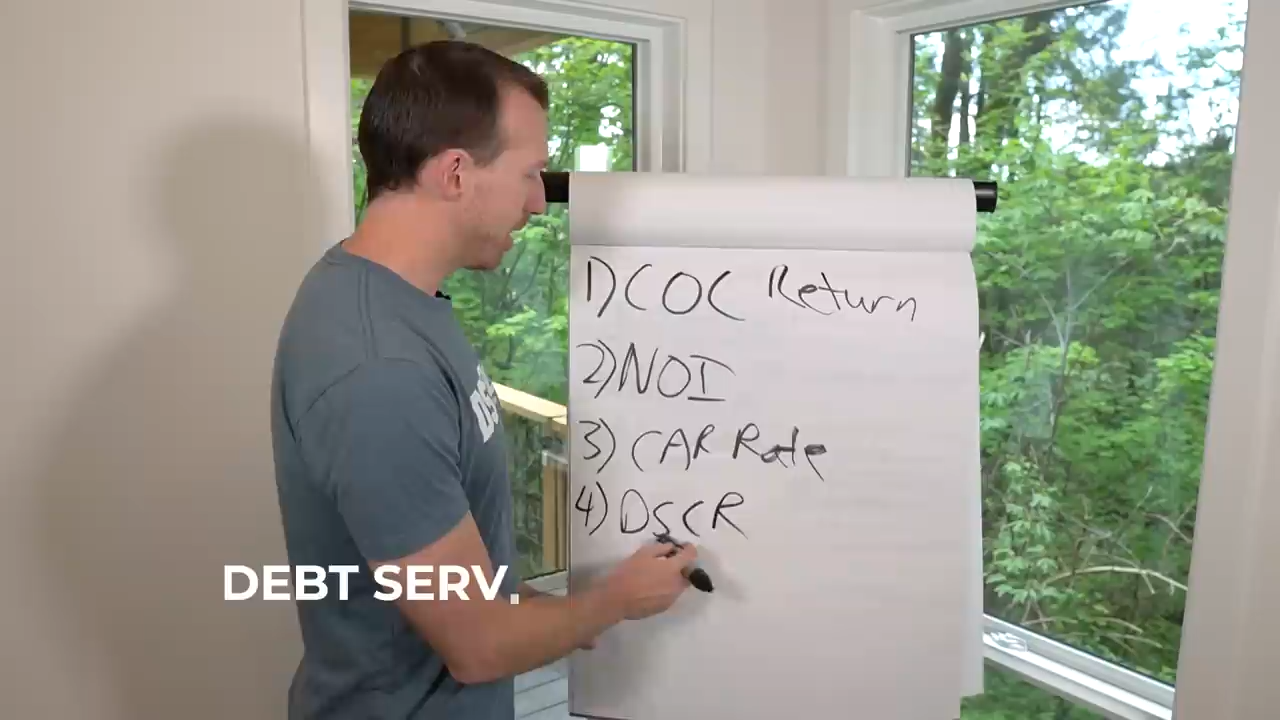 1) COC Return
2) NOI
3) CAP Rate
4) DSCR
DEBT SERV.